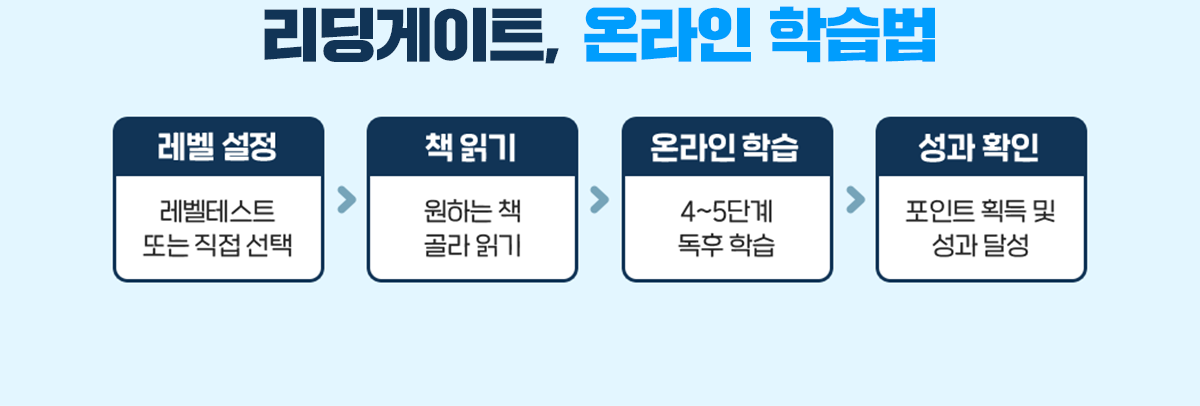 리딩게이트, 온라인 학습법
레벨 설정
레벨테스트
또는 직접 선택
책 읽기
원하는 책
골라 읽기
온라인 학습
4~5단계
독후 학습
성과 확인
포인트 획득 및
성과 달성